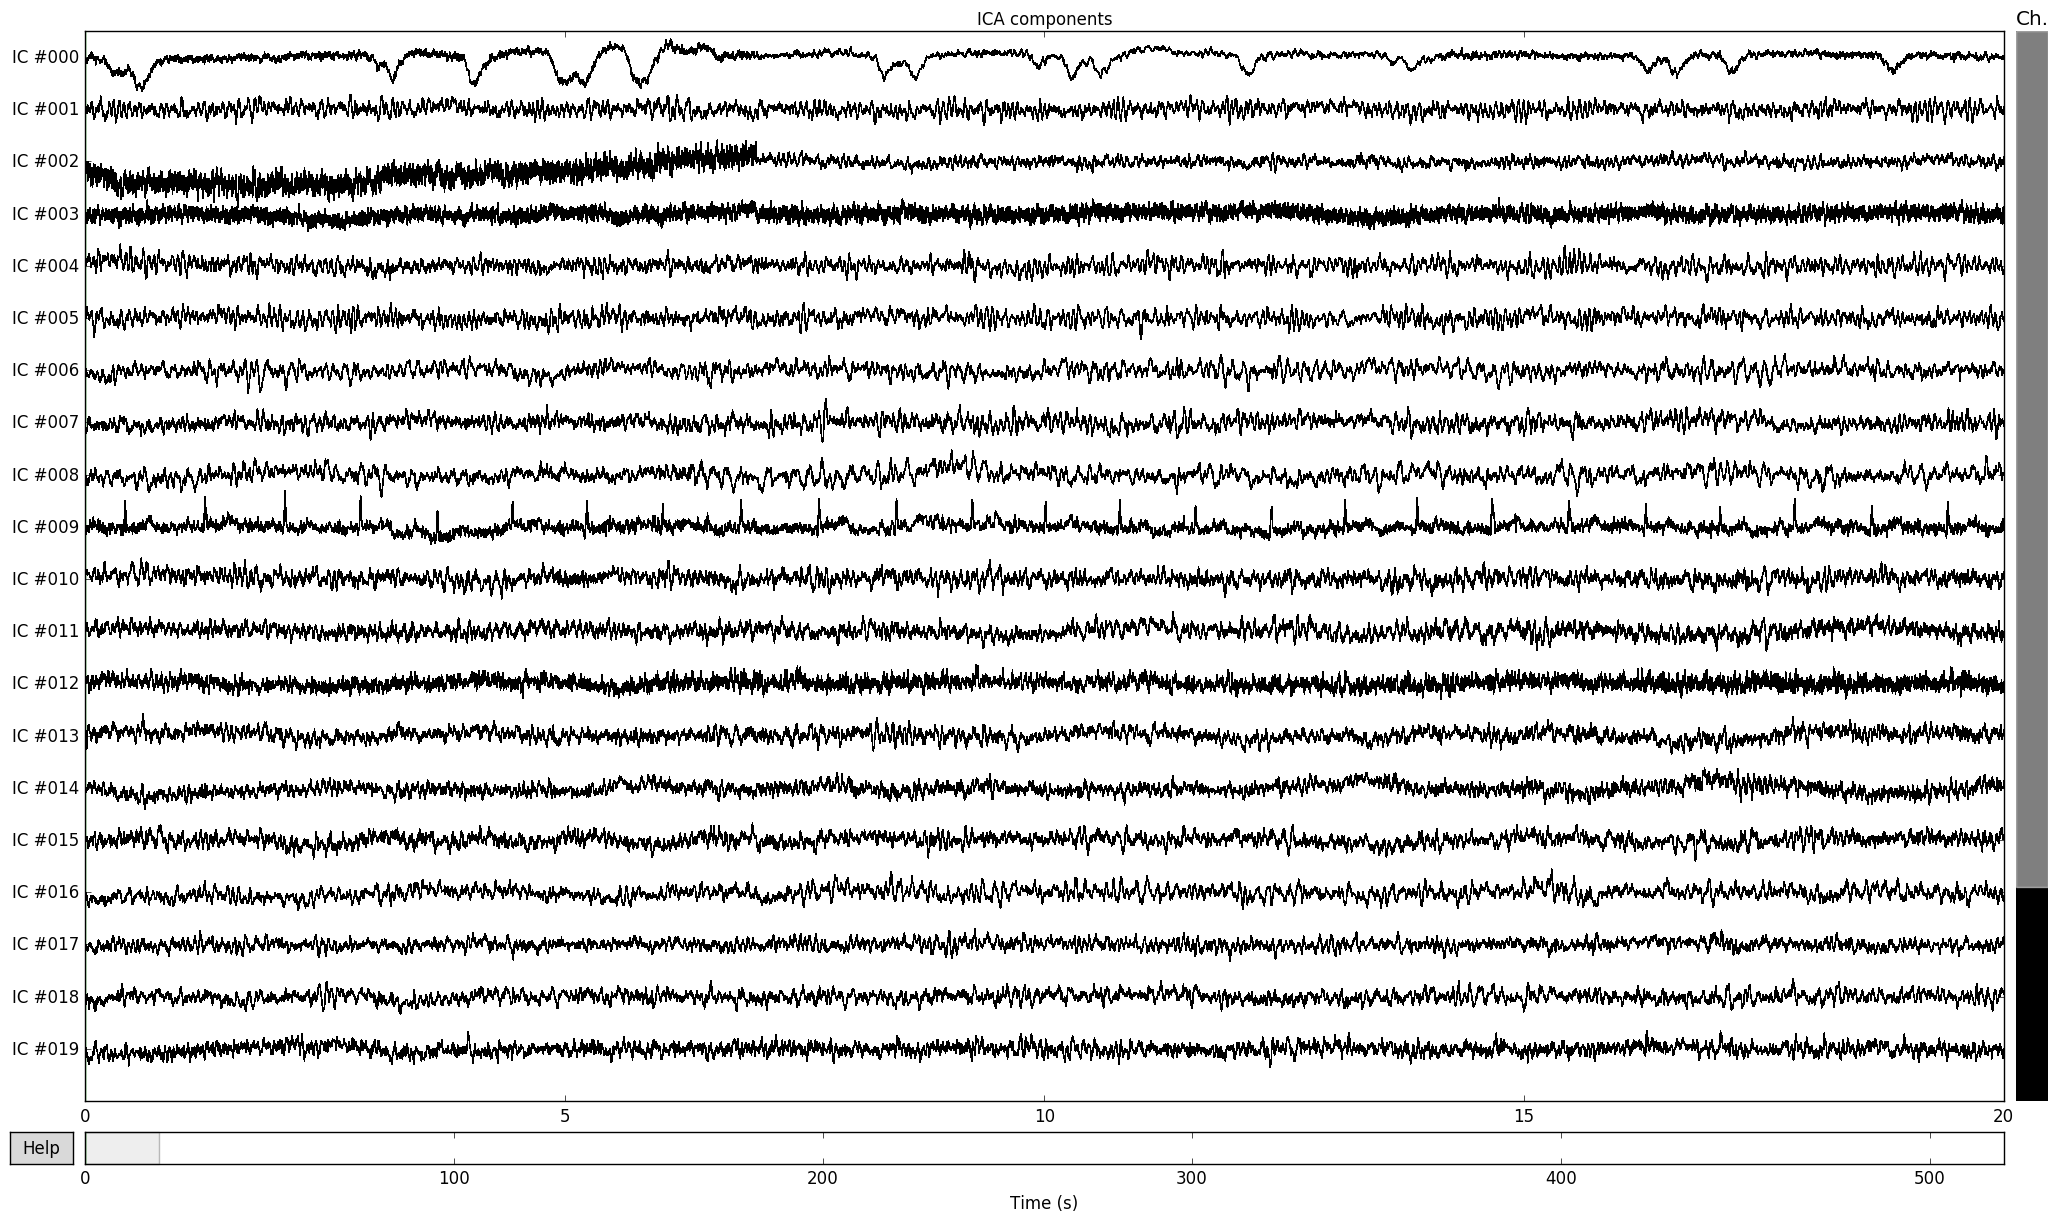 ICA components
Ch.
IC #000
IC #001
IC #002
IC #003
IC #004
IC #005
IC #006
IC #007
IC #008
IC #009
IC #010
IC #011
IC #012
IC #013
IC #014
IC #015
IC #016
IC #017
IC #018
IC #019
0 5 10 15 20
Help
0 100 200 300 400 500
Time (s)